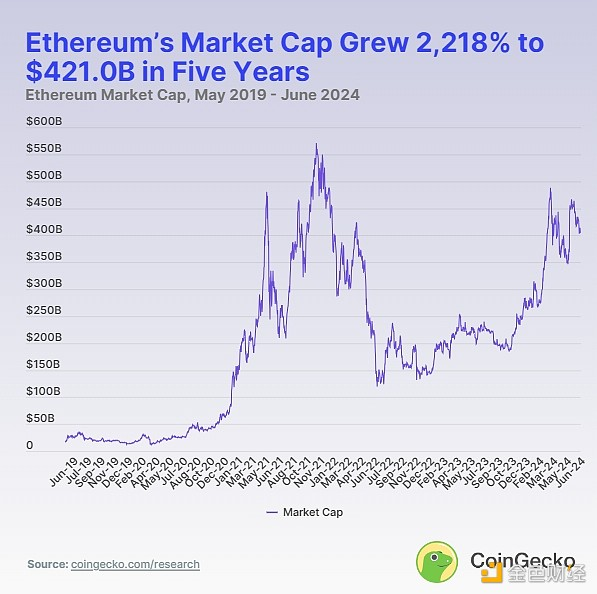 Ethereum's Market Cap Grew 2,218% to
$421.0B in Five Years
Ethereum Market Cap, May 2019 - June 2024
$600B
$550B
$500B
$450B
$400B
$350B
$300B
$250B
$200B
$150B
$100B
$50B
0
Jun-19
Jul-19
Sep-19
Nov-19
Dec-19
Feb-20
Apr-20
May-20
Jul-20
Aug-20
Oct-20
Dec-20
Jan-21
Mar-21
May-21
Jun-21
Aug-21
Oct-21
Nov-21
Jan-22
Mar-22
Apr-22
Jun-22
Jul-22
Sep-22
Nov-22
Dec-22
Feb-23
Apr-23
May-23
Jul-23
Sep-23
Oct-23
Dec-23
Feb-24
Mar-24
May-24
Jun-24
Market Cap
Source: coingecko.com/research
CoinGecko
金色财经